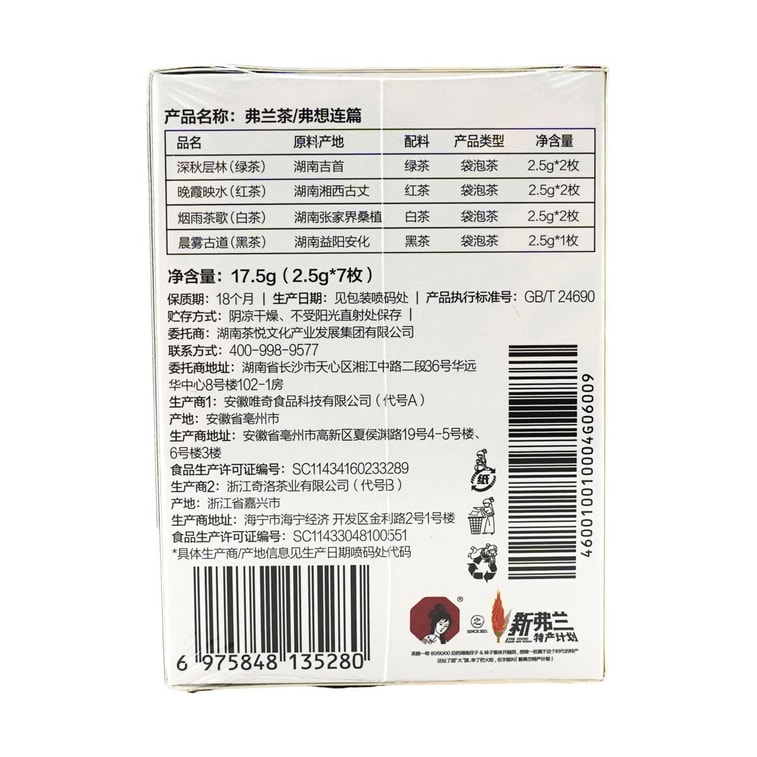 产品名称：弗兰茶/弗想连篇
品名 原料产地 配料 产品类型 净含量
深秋层林（绿茶） 湖南吉首 绿茶 袋泡茶 2.5g*2枚
晚霞映水（红茶） 湖南湘西古丈 红茶 袋泡茶 2.5g*2枚
烟雨茶歌（白茶） 湖南张家界桑植 白茶 袋泡茶 2.5g*2枚
晨雾古道（黑茶） 湖南益阳安化 黑茶 袋泡茶 2.5g*1枚
净含量：17.5g（2.5g*7枚）
保质期：18个月 | 生产日期：见包装喷码处 | 产品执行标准号：GB/T 24690
贮存方式：阴凉干燥、不受阳光直射处保存 |
委托商：湖南茶悦文化产业发展集团有限公司
联系方式：400-998-9577
委托商地址：湖南省长沙市天心区湘江中路二段36号华远
华中心8号楼102-1房
生产商1：安徽唯奇食品科技有限公司（代号A）
产地：安徽省亳州市
生产商地址：安徽省亳州市高新区夏侯渊路19号4-5号楼、
6号楼3楼
食品生产许可证编号：SC11434160233289
生产商2：浙江奇洛茶业有限公司（代号B）
产地：浙江省嘉兴市
生产商地址：海宁市海宁经济 开发区金利路2号1号楼
食品生产许可证编号：SC11433048100551
*具体生产商/产地信息见生产日期喷码处代码
6 975848 135280
460010010004G06009
纸
®
之
SINCE 2021
新弗兰
特产计划